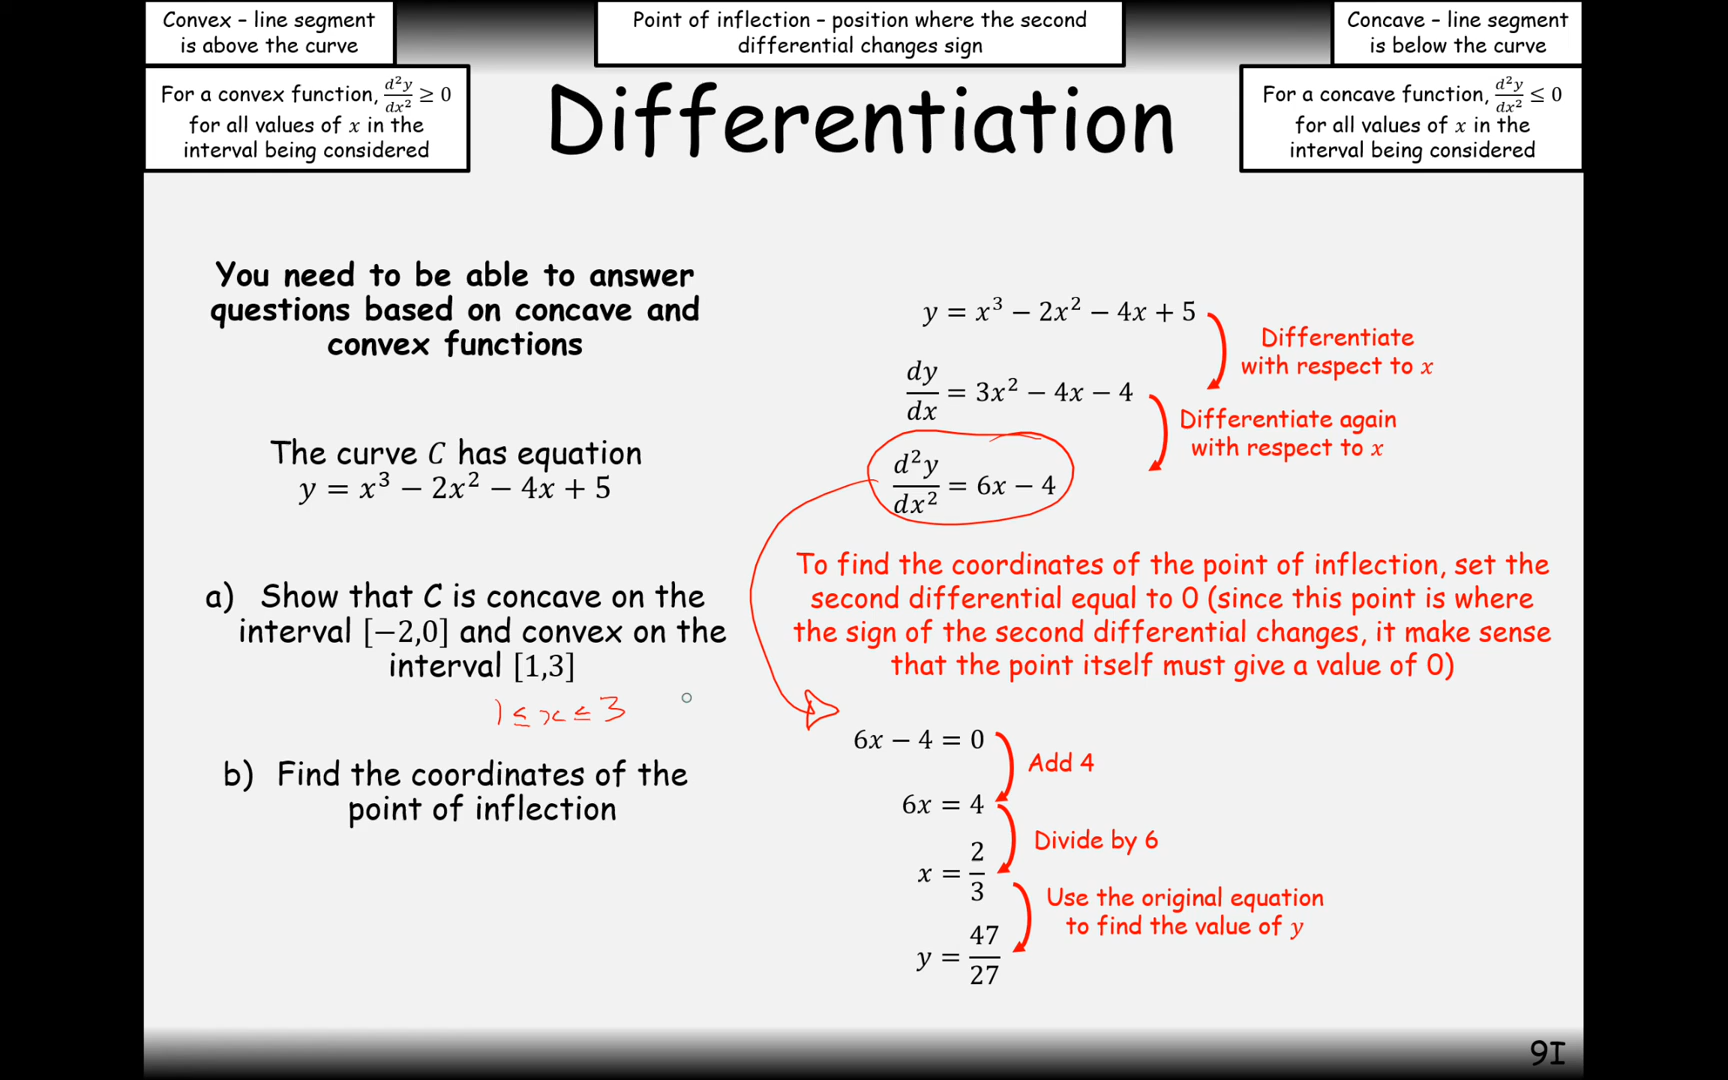 Convex – line segment
is above the curve
Point of inflection – position where the second
differential changes sign
Concave – line segment
is below the curve
For a convex function, d²y/dx² ≥ 0
for all values of x in the
interval being considered
Differentiation
For a concave function, d²y/dx² ≤ 0
for all values of x in the
interval being considered
You need to be able to answer
questions based on concave and
convex functions
The curve C has equation
y = x³ − 2x² − 4x + 5
a) Show that C is concave on the
interval [−2,0] and convex on the
interval [1,3]
1 ≤ x ≤ 3
b) Find the coordinates of the
point of inflection
y = x³ − 2x² − 4x + 5
Differentiate
with respect to x
dy/dx = 3x² − 4x − 4
Differentiate again
with respect to x
d²y/dx² = 6x − 4
To find the coordinates of the point of inflection, set the
second differential equal to 0 (since this point is where
the sign of the second differential changes, it make sense
that the point itself must give a value of 0)
6x − 4 = 0
Add 4
6x = 4
Divide by 6
x = 2/3
Use the original equation
to find the value of y
y = 47/27
9I